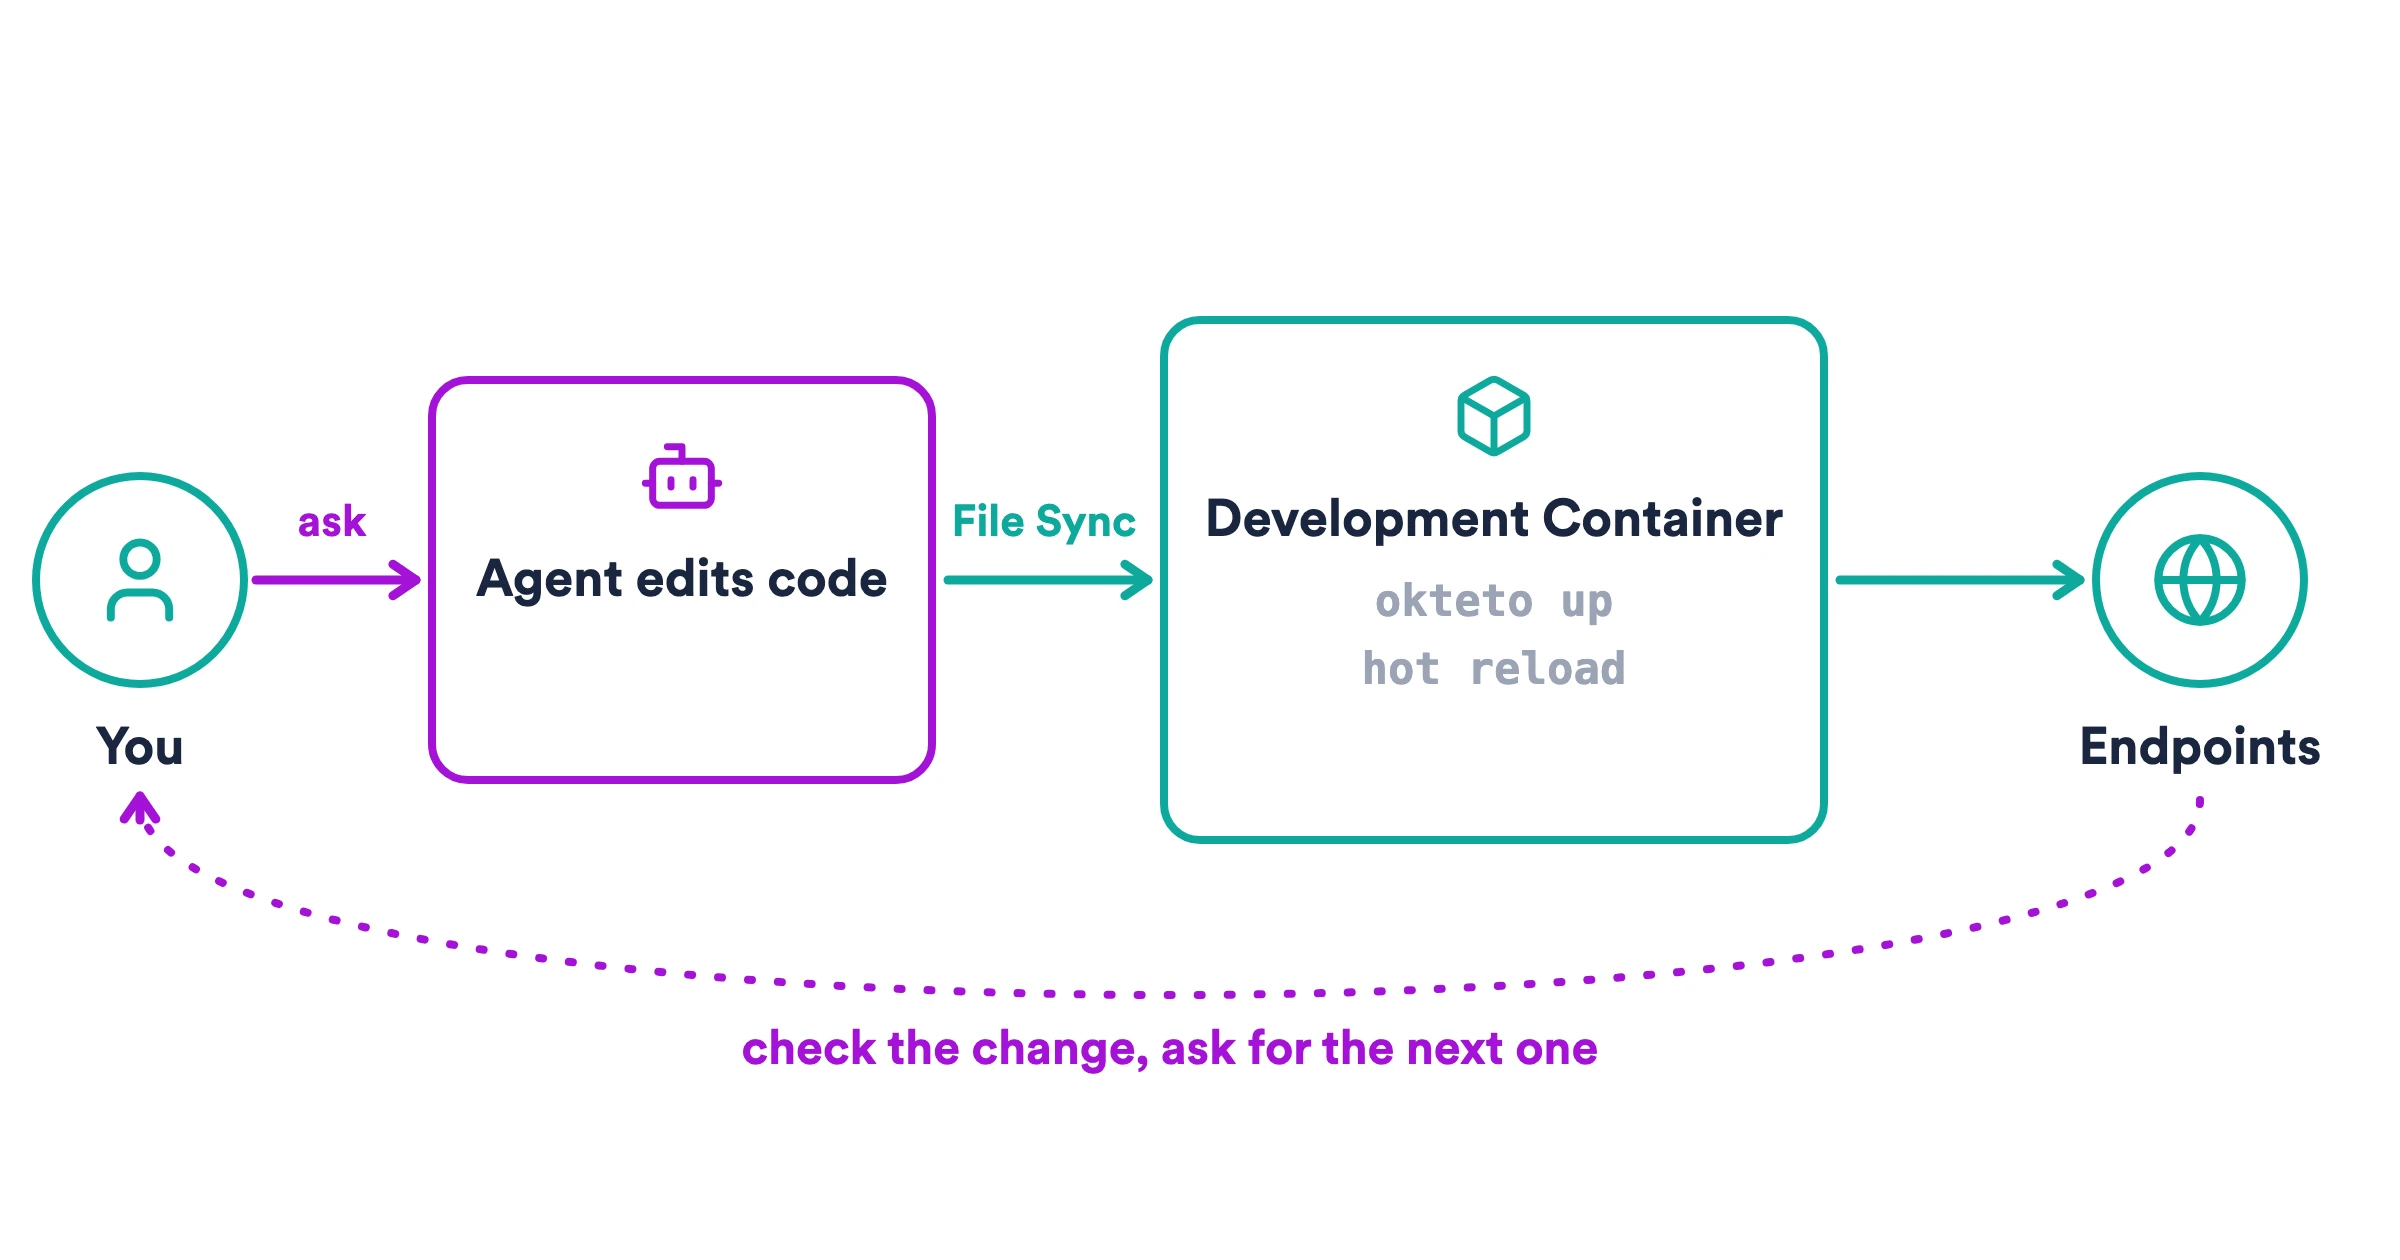 ask
File Sync
Agent edits code
Development Container
okteto up
hot reload
You
Endpoints
check the change, ask for the next one